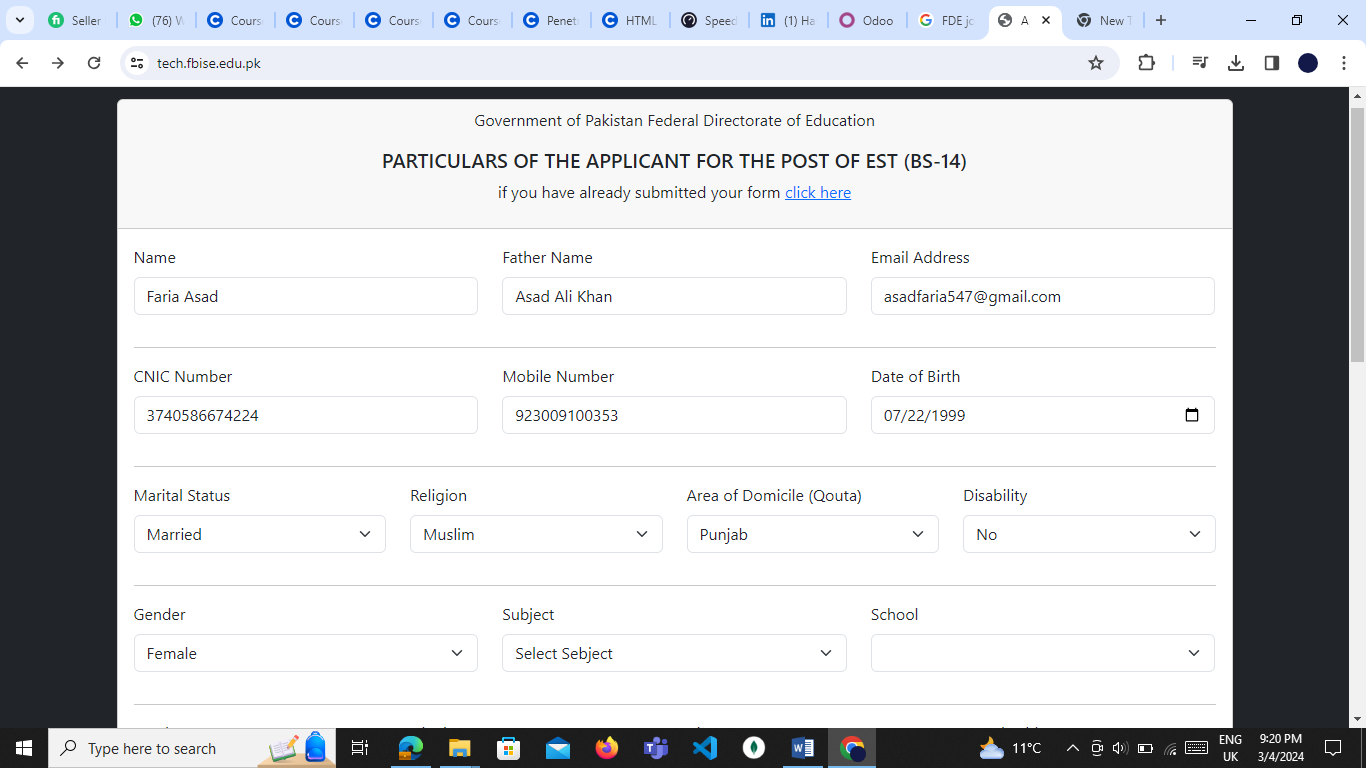 Seller
(76) W
Cours
Cours
Cours
Cours
Penet
HTML
Speed
(1) Ha
Odoo
FDE jo
A
New T
tech.fbise.edu.pk
Government of Pakistan Federal Directorate of Education
PARTICULARS OF THE APPLICANT FOR THE POST OF EST (BS-14)
if you have already submitted your form click here
Name Father Name Email Address
Faria Asad Asad Ali Khan asadfaria547@gmail.com
CNIC Number Mobile Number Date of Birth
3740586674224 923009100353 07/22/1999
Marital Status Religion Area of Domicile (Qouta) Disability
Married Muslim Punjab No
Gender Subject School
Female Select Sebject
Type here to search
11°C
ENG
UK
9:20 PM
3/4/2024